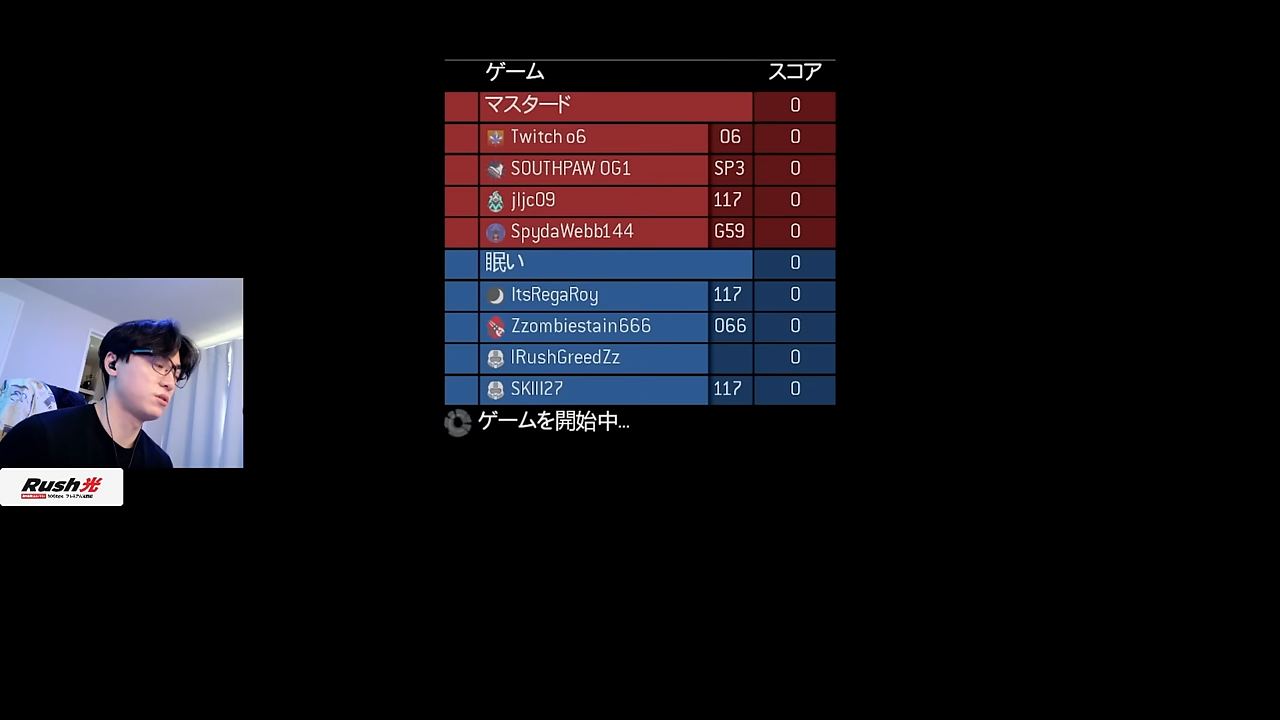 ゲーム スコア
マスタード 0
Twitch o6 O6 0
SOUTHPAW OG1 SP3 0
jljc09 117 0
SpydaWebb144 G59 0
眠い 0
ItsRegaRoy 117 0
Zzombiestain666 066 0
IRushGreedZz 0
SKIII27 117 0
ゲームを開始中...
Rush光